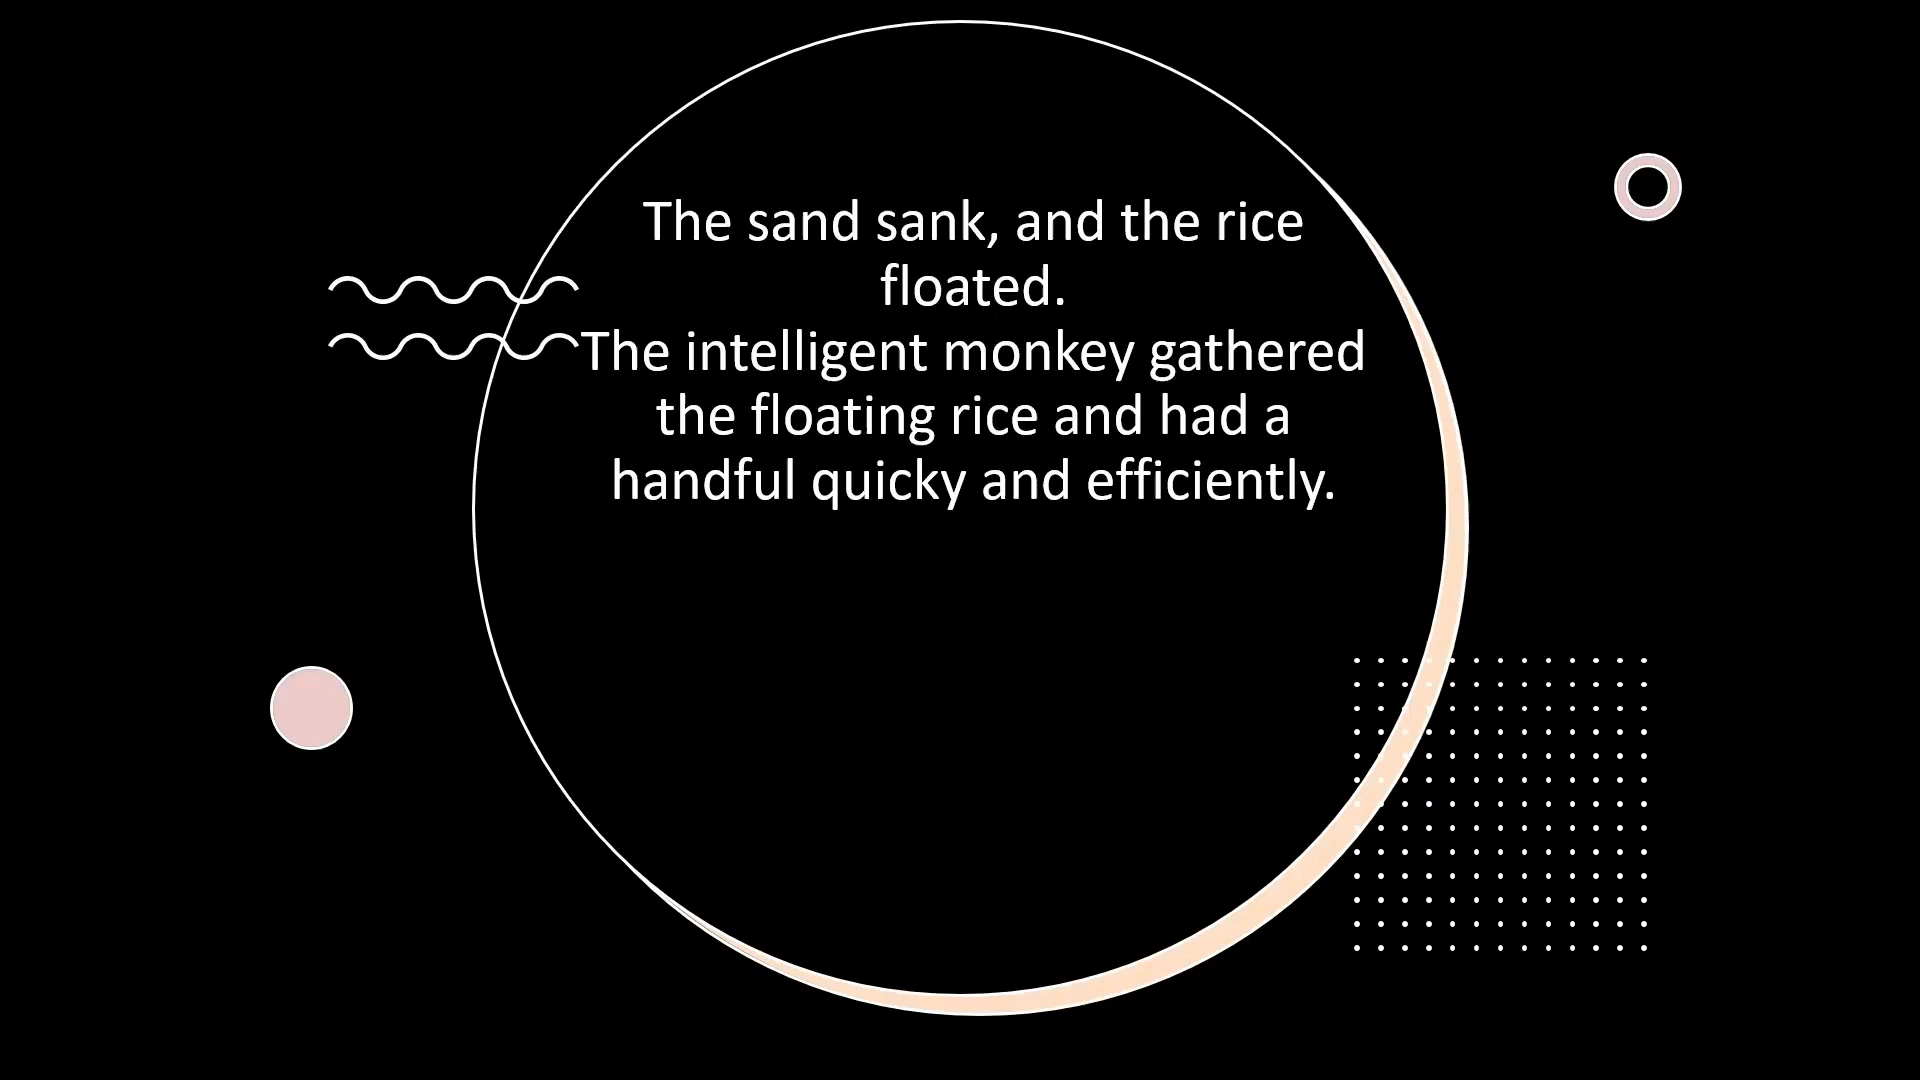 The sand sank, and the rice
floated.
The intelligent monkey gathered
the floating rice and had a
handful quicky and efficiently.